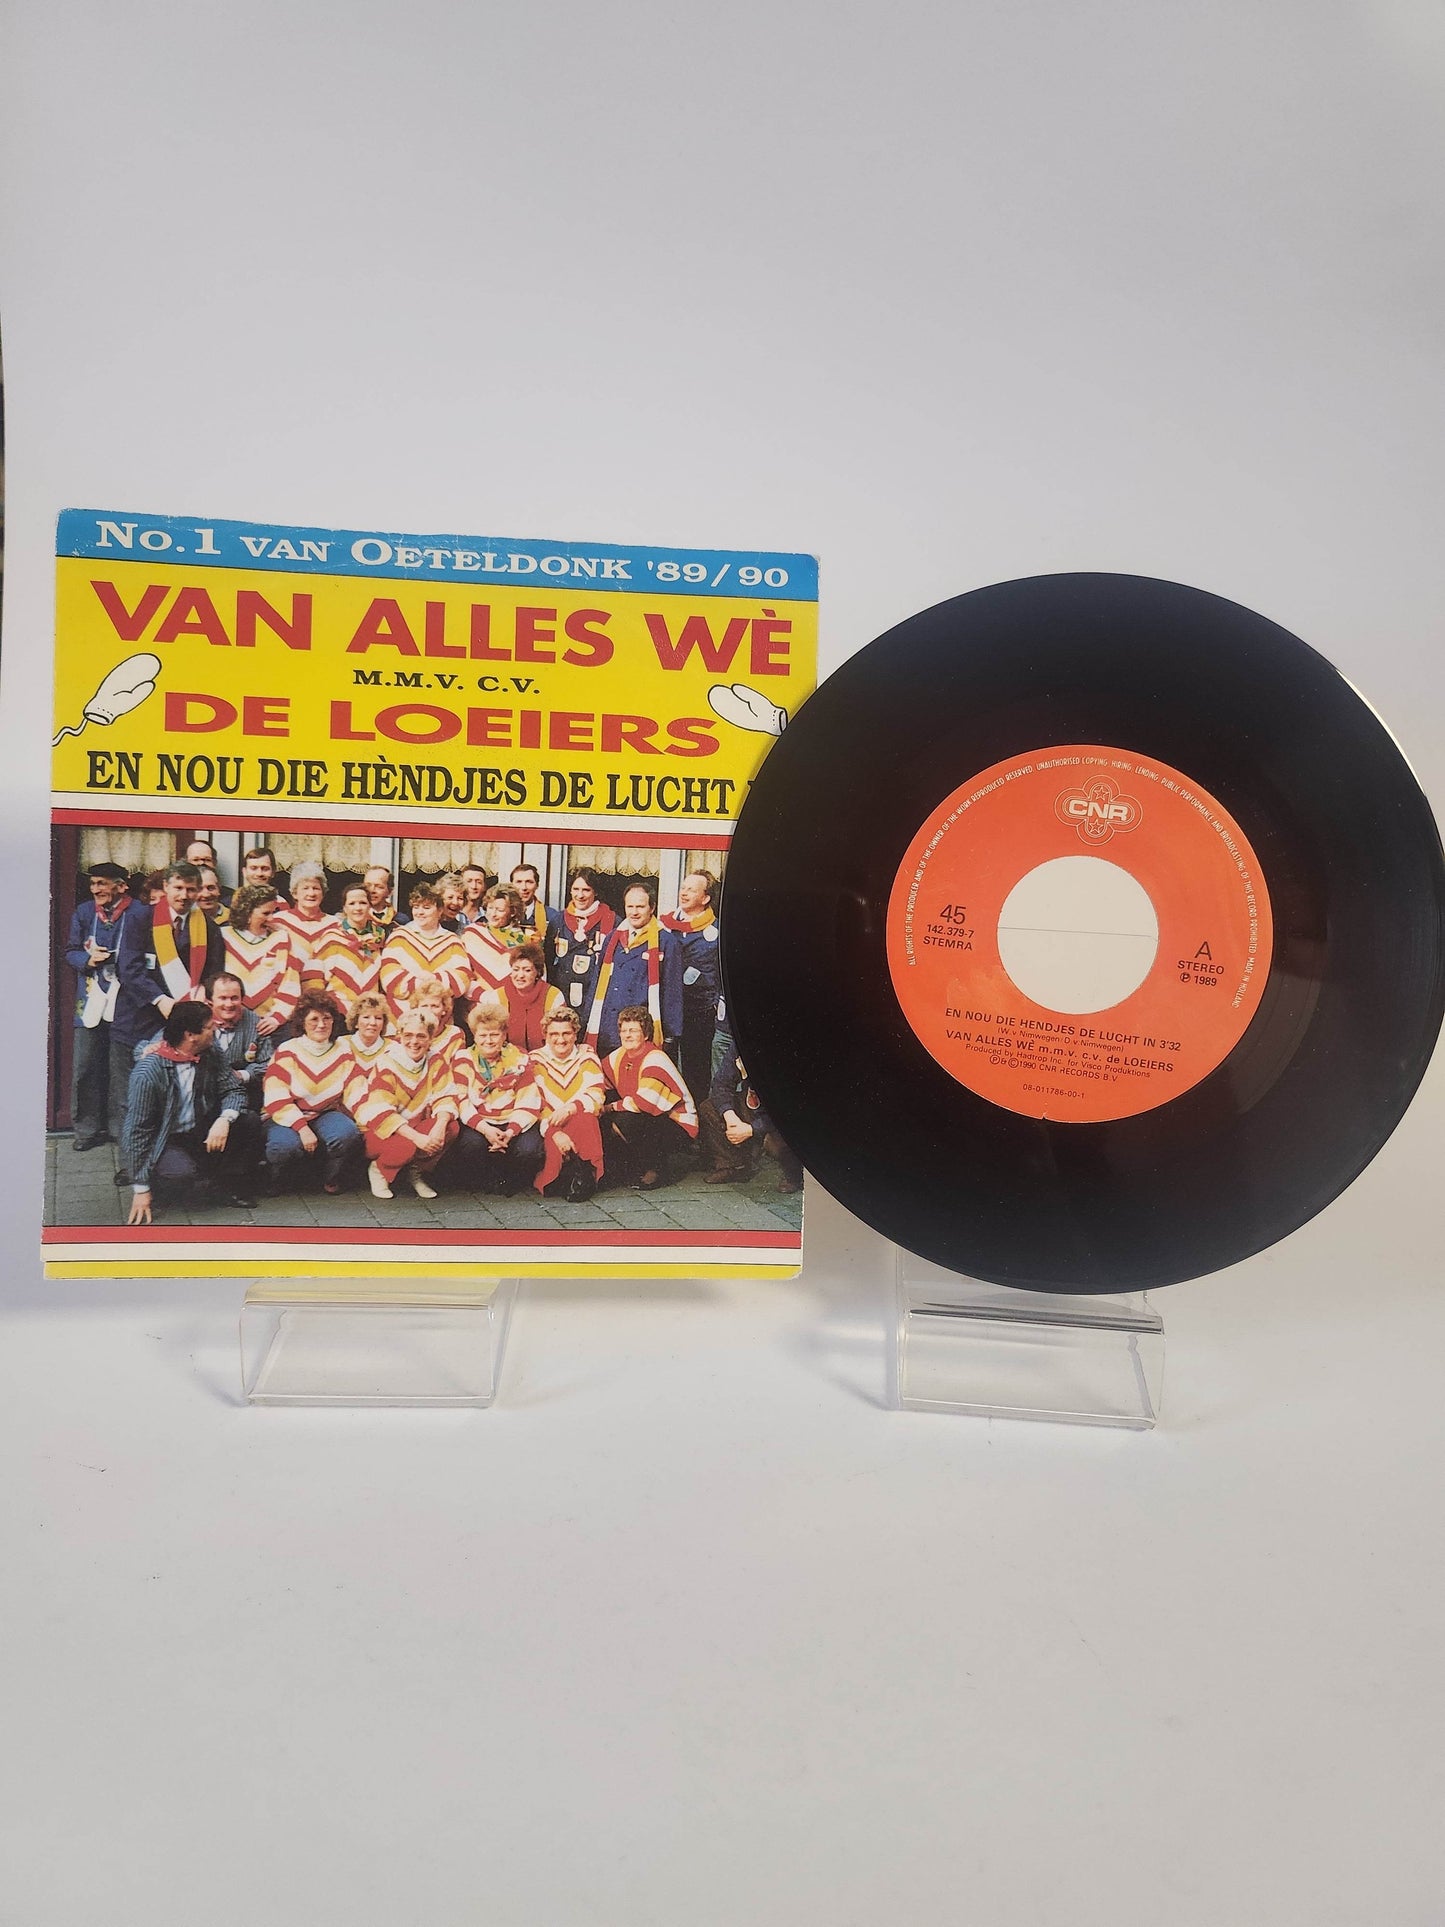 No.1 VAN OETELDONK '89/90
VAN ALLES WÈ
M.M.V. C.V.
DE LOEIERS
EN NOU DIE HÈNDJES DE LUCHT
ALL RIGHTS OF THE PRODUCER AND OF THE OWNER OF THE WORK REPRODUCED RESERVED. UNAUTHORISED COPYING. HIRING. LENDING. PUBLIC PERFORMANCE AND BROADCASTING OF THIS RECORD PROHIBITED. MADE IN HOLLAND
CNR
45
142.379-7
STEMRA
A
STEREO
℗ 1989
EN NOU DIE HENDJES DE LUCHT IN 3'32
(W. v Nimwegen/D v. Nimwegen)
VAN ALLES WÈ m.m.v. c.v. de LOEIERS
Produced by Hadtrop Inc. for Visco Produktions
℗&©1990 CNR RECORDS B.V
08-011786-00-1